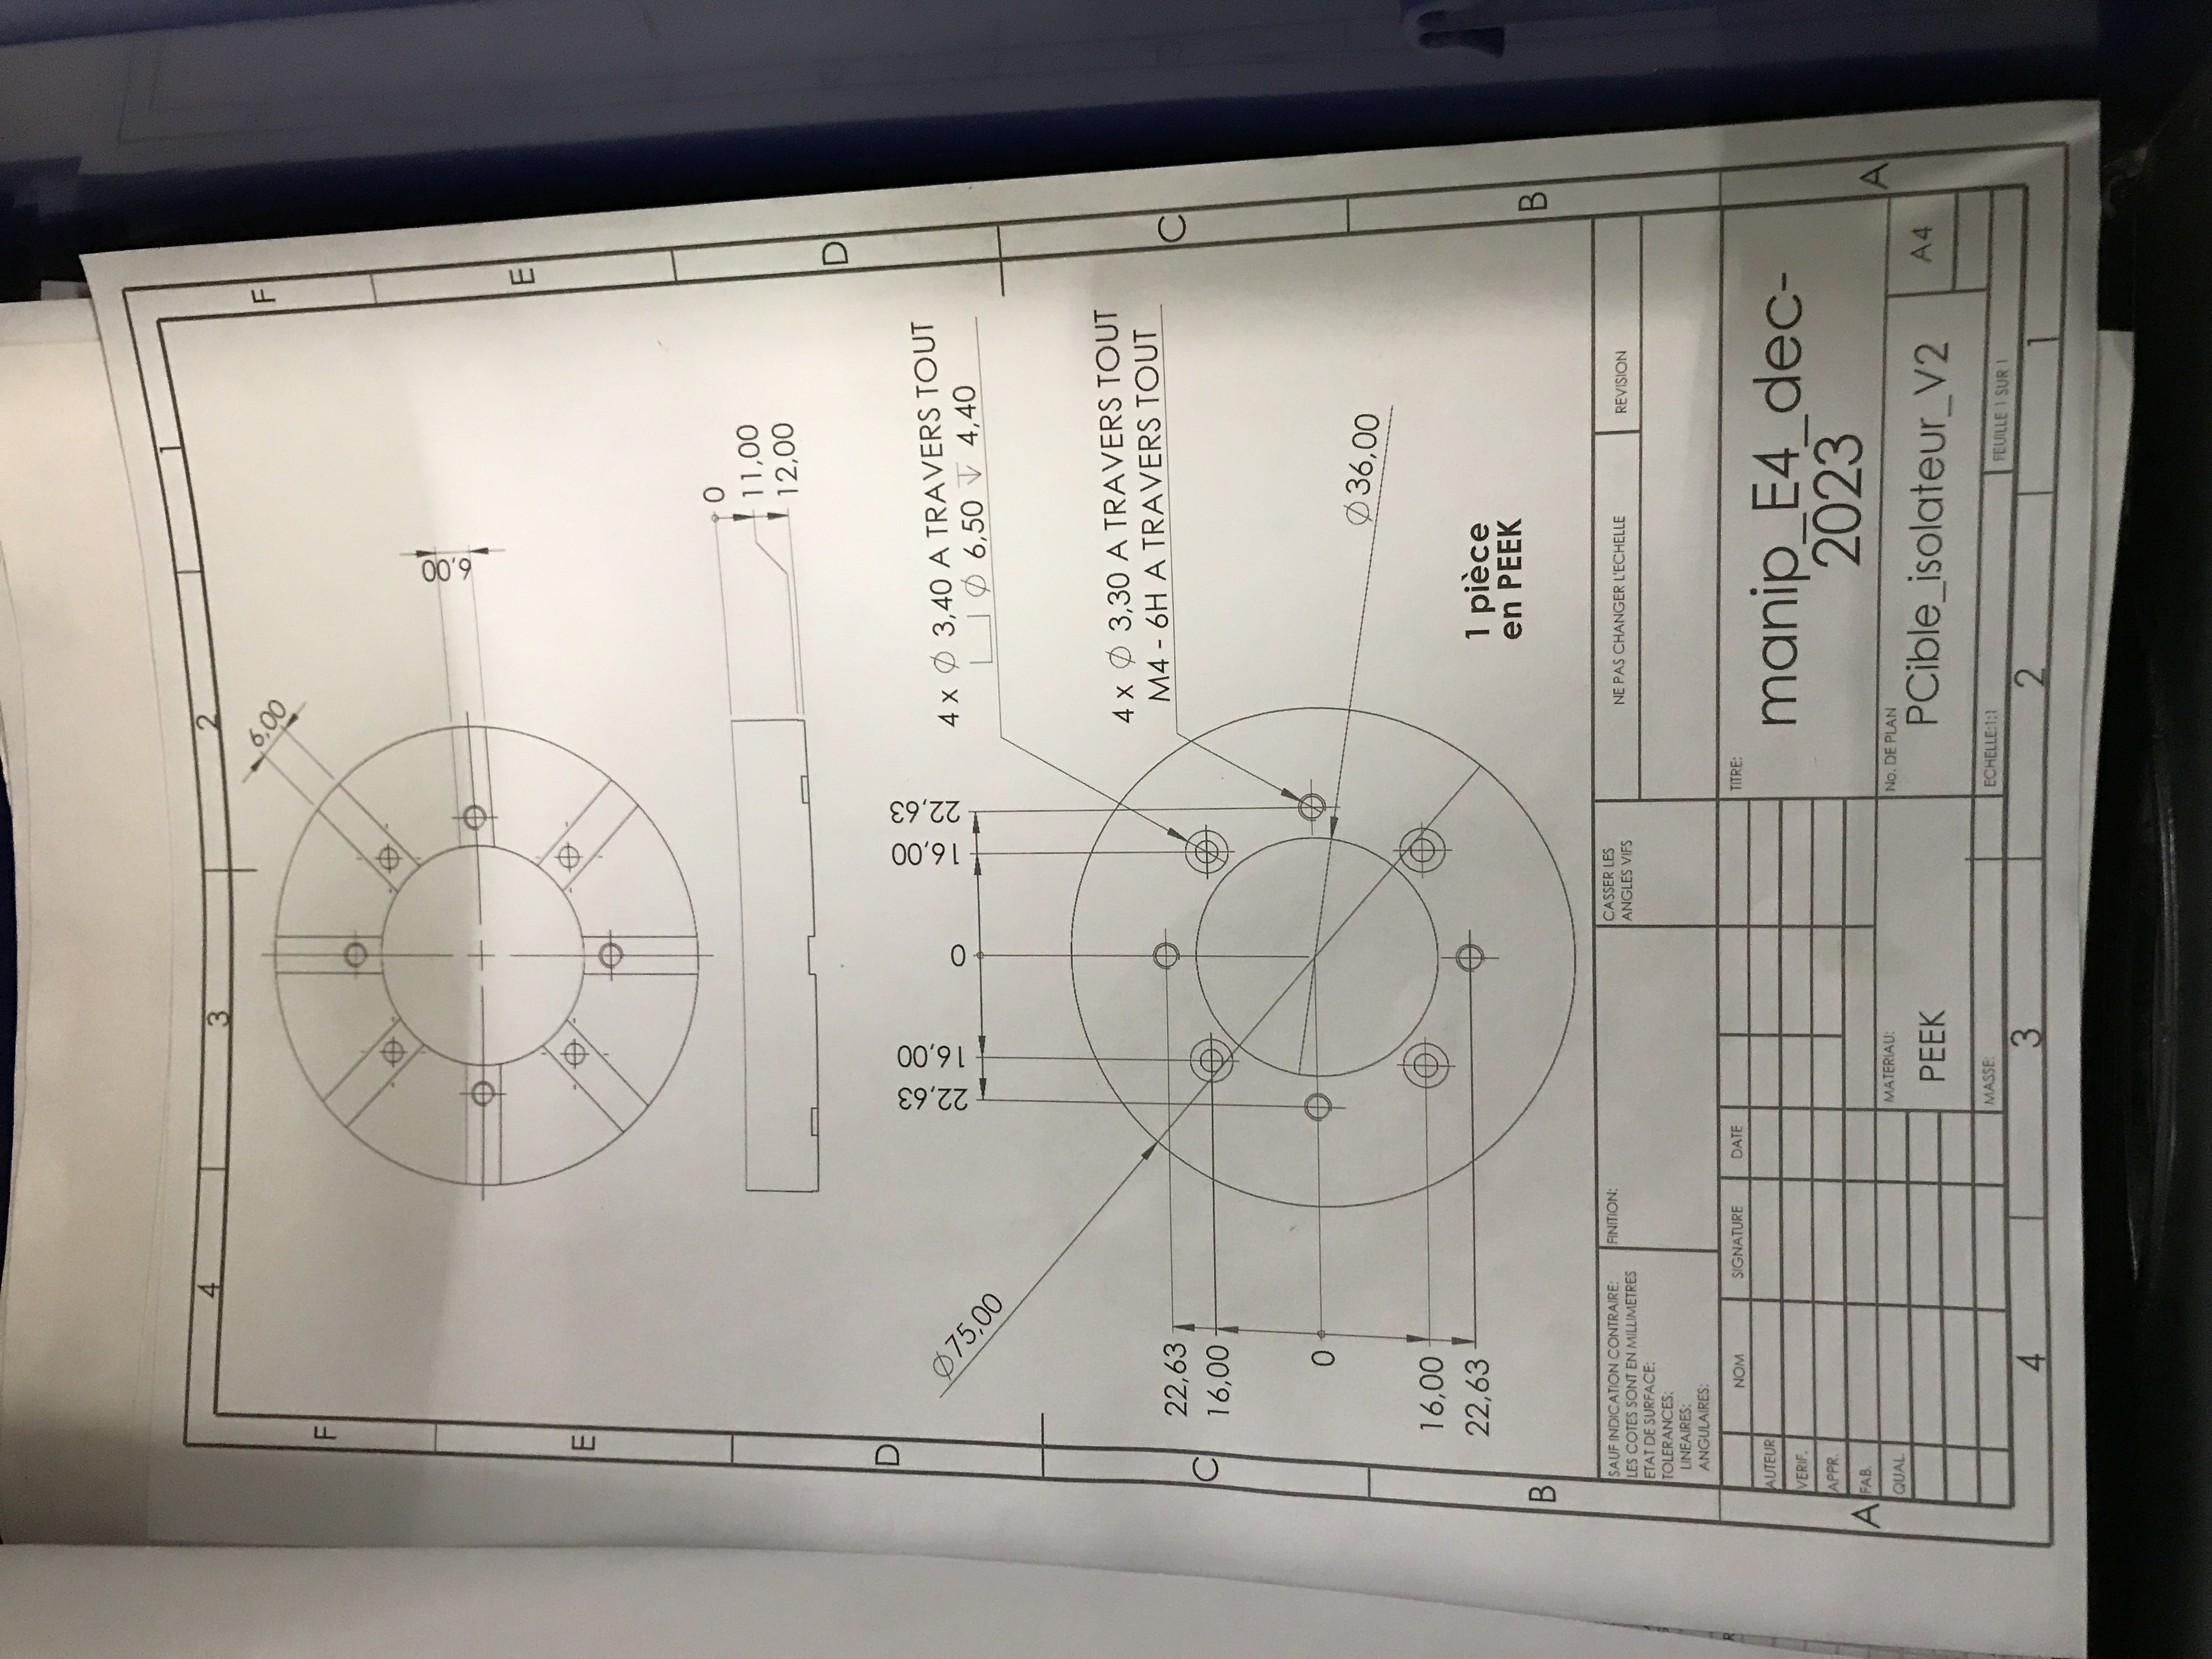 4
3
2
1
F
F
6,00
6,00
E
E
0
11,00
12,00
D
D
22,63
16,00
0
16,00
22,63
Ø75,00
4 x Ø 3,40 A TRAVERS TOUT
⌴ Ø 6,50 ↧ 4,40
4 x Ø 3,30 A TRAVERS TOUT
M4 - 6H A TRAVERS TOUT
C
C
22,63
16,00
0
16,00
22,63
Ø36,00
1 pièce
en PEEK
B
B
SAUF INDICATION CONTRAIRE:
LES COTES SONT EN MILLIMETRES
ETAT DE SURFACE:
TOLERANCES:
LINEAIRES:
ANGULAIRES:
FINITION:
CASSER LES
ANGLES VIFS
NE PAS CHANGER L'ECHELLE
REVISION
NOM
SIGNATURE
DATE
AUTEUR
VERIF.
APPR.
FAB.
QUAL.
TITRE:
manip_E4_dec-
2023
A
A
MATERIAU:
PEEK
No. DE PLAN
PCible_isolateur_V2
A4
MASSE:
ECHELLE:1:1
FEUILLE 1 SUR 1
4
3
2
1